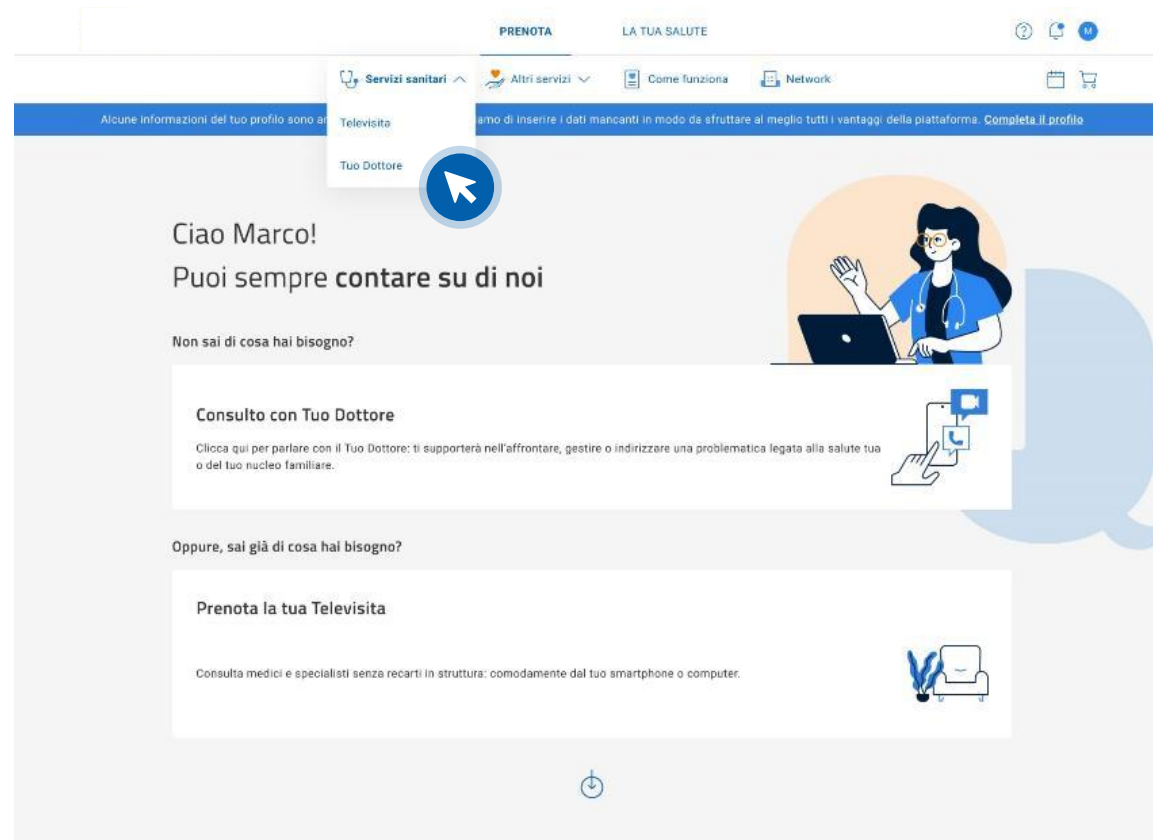 PRENOTA LA TUA SALUTE M
Servizi sanitari Altri servizi Come funziona Network
Alcune informazioni del tuo profilo sono di inserire i dati mancanti in modo da sfruttare al meglio tutti i vantaggi della piattaforma. Completa il profilo
Televisita
Tuo Dottore
Ciao Marco!
Puoi sempre contare su di noi
Non sai di cosa hai bisogno?
Consulto con Tuo Dottore
Clicca qui per parlare con il Tuo Dottore: ti supporterà nell'affrontare, gestire o indirizzare una problematica legata alla salute tua
o del tuo nucleo familiare.
Oppure, sai già di cosa hai bisogno?
Prenota la tua Televisita
Consulta medici e specialisti senza recarti in struttura: comodamente dal tuo smartphone o computer.